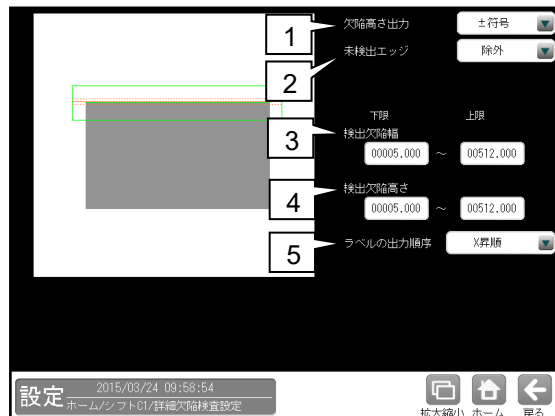 1 欠陥高さ出力 ±符号
2 未検出エッジ 除外
下限 上限
3 検出欠陥幅
00005.000 ～ 00512.000
4 検出欠陥高さ
00005.000 ～ 00512.000
5 ラベルの出力順序 X昇順
設定 2015/03/24 09:58:54
ホーム/シフトC1/詳細欠陥検査設定
拡大縮小 ホーム 戻る